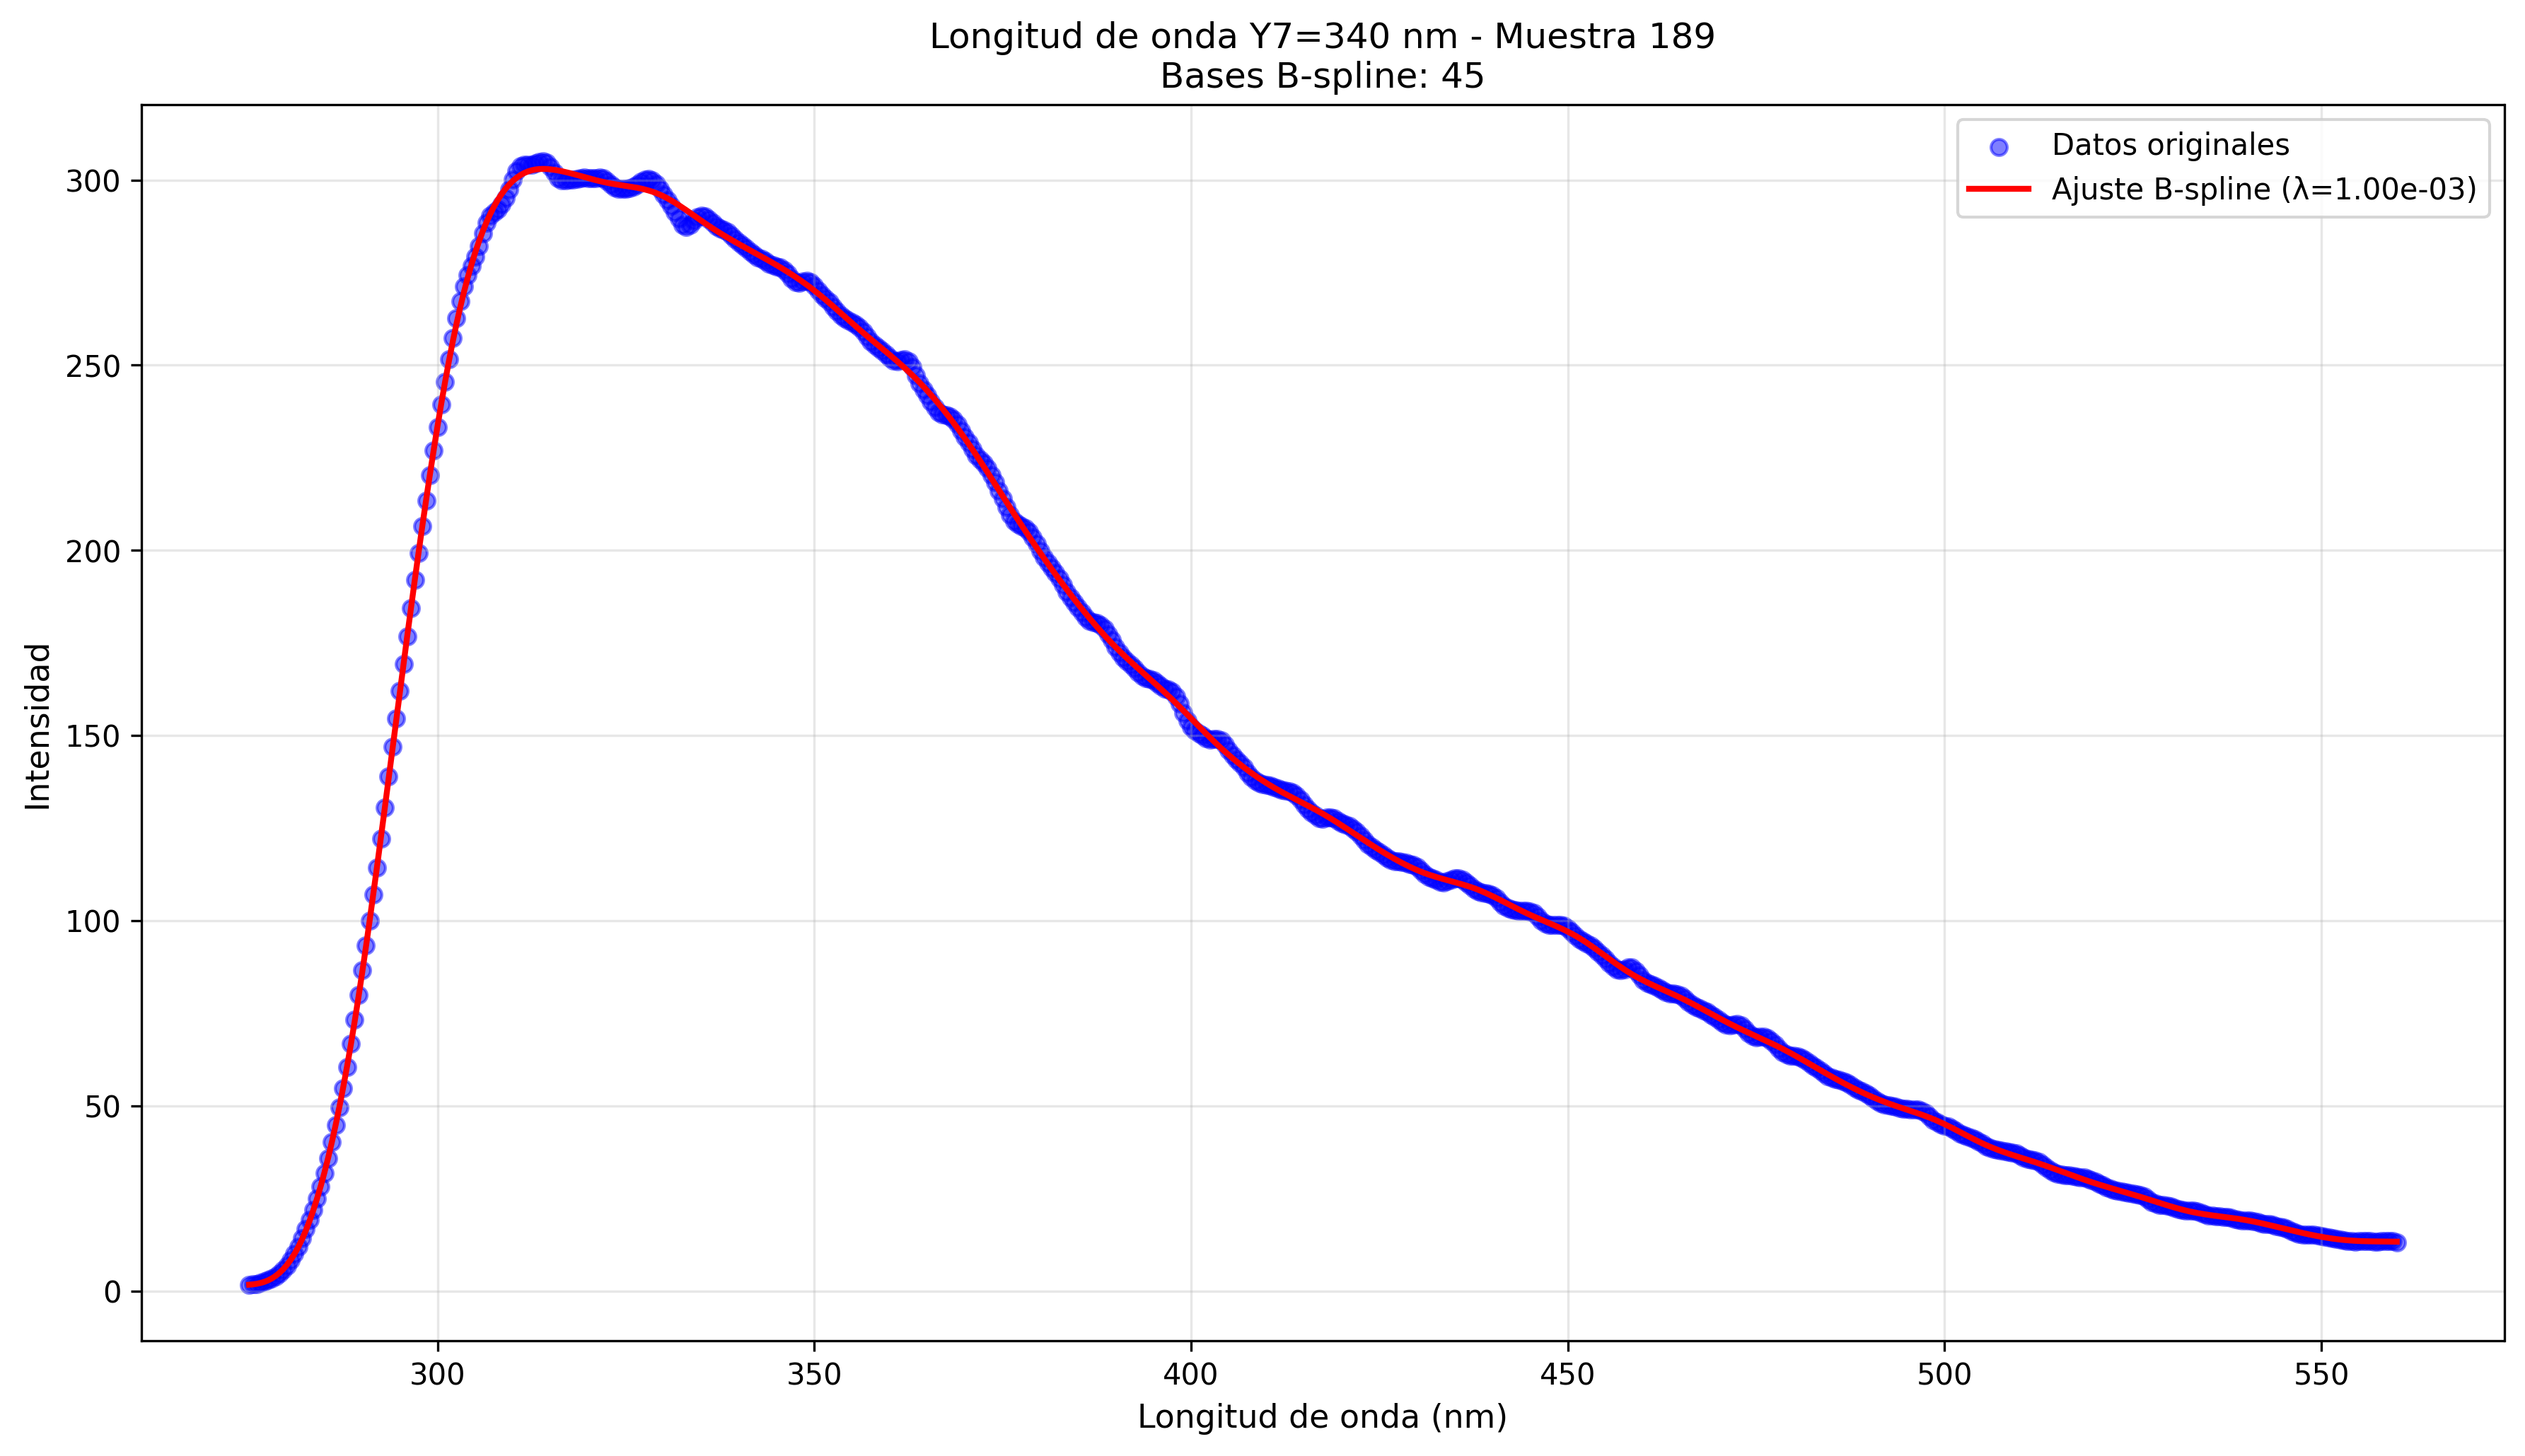 Longitud de onda Y7=340 nm - Muestra 189
Bases B-spline: 45
Datos originales
Ajuste B-spline (λ=1.00e-03)
Intensidad
300
250
200
150
100
50
0
300
350
400
450
500
550
Longitud de onda (nm)